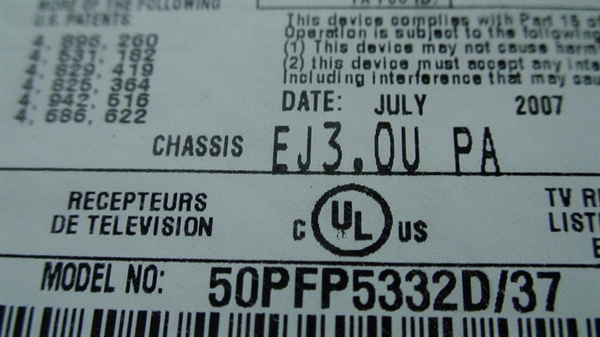 MORE OF THE FOLLOWING
U.S. PATENTS:
4, 896, 260
4, 631, 182
4, 829, 419
4, 625, 364
4, 942, 516
4, 686, 622
This device complies with Part 15 of
Operation is subject to the following
(1) This device may not cause harm
(2) this device must accept any inte
Including interference that may cau
DATE: JULY 2007
CHASSIS EJ3.0U PA
RECEPTEURS
DE TELEVISION
C UL US
TV R
LIST
E
MODEL NO: 50PFP5332D/37